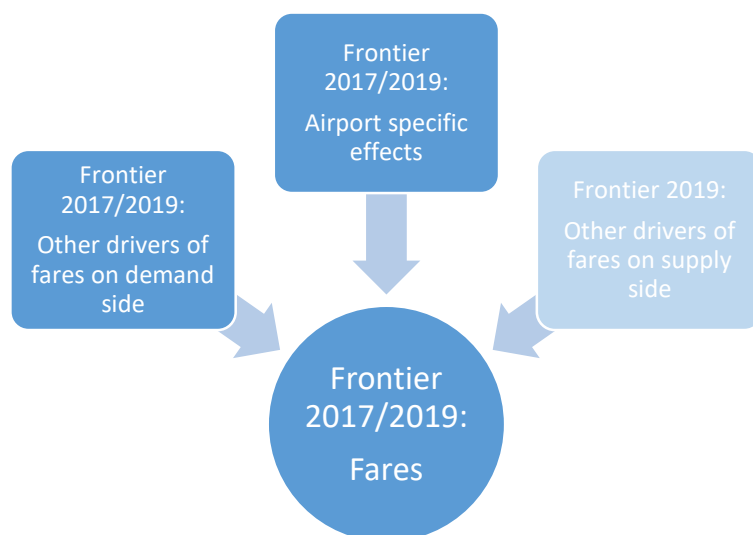 Frontier
2017/2019:
Airport specific
effects
Frontier
2017/2019:
Other drivers of
fares on demand
side
Frontier 2019:
Other drivers of
fares on supply
side
Frontier
2017/2019:
Fares